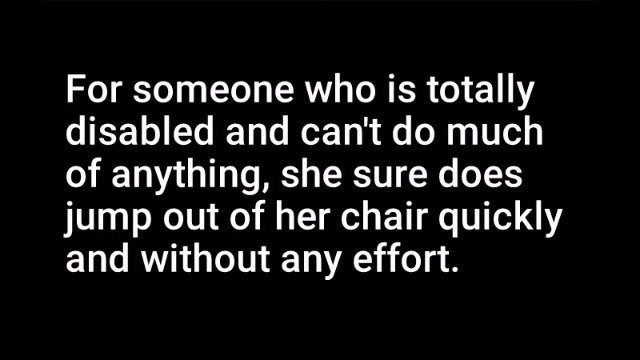 For someone who is totally
disabled and can't do much
of anything, she sure does
jump out of her chair quickly
and without any effort.